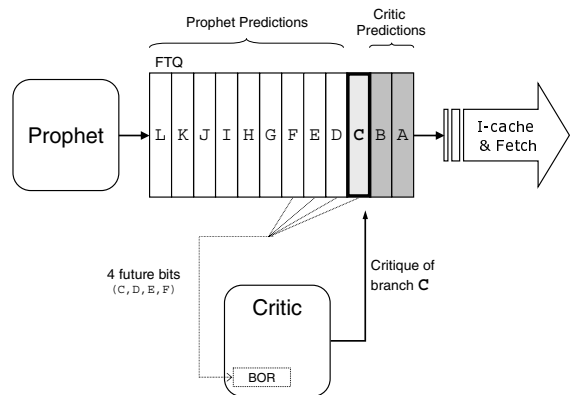 Prophet Predictions
Critic
Predictions
FTQ
Prophet
L K J I H G F E D C B A
I-cache
& Fetch
4 future bits
(C,D,E,F)
Critique of
branch C
Critic
BOR